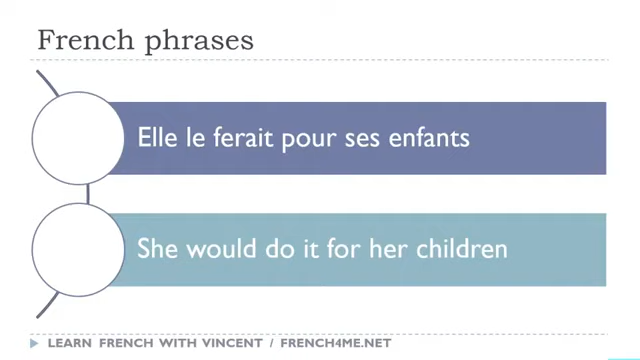 French phrases
Elle le ferait pour ses enfants
She would do it for her children
LEARN FRENCH WITH VINCENT / FRENCH4ME.NET